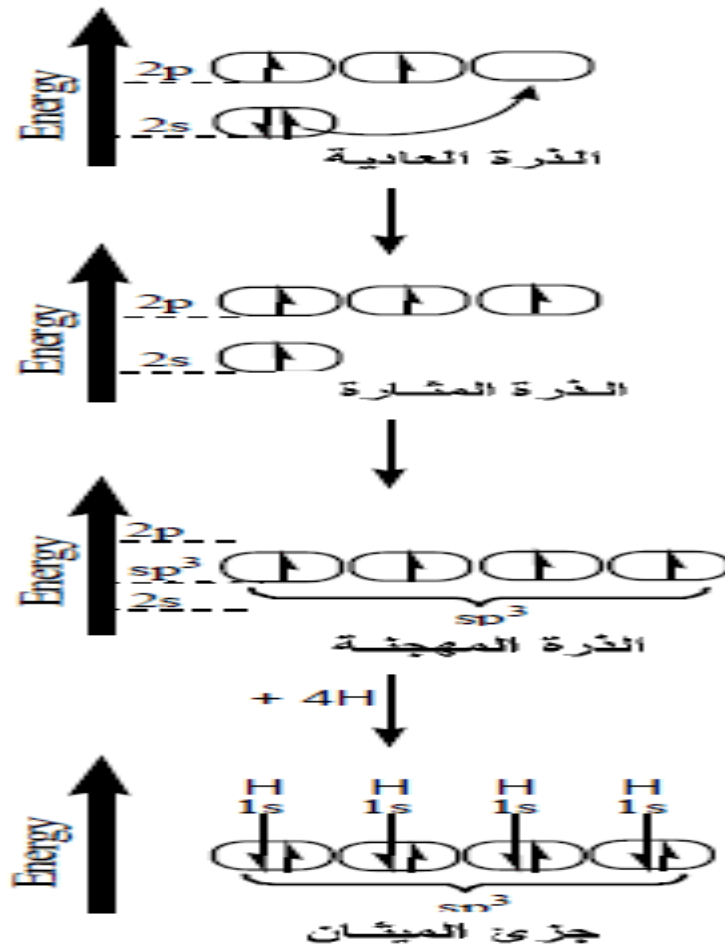 Energy
2p
2s
الذرة العادية
Energy
2p
2s
الذرة المثارة
Energy
2p
sp³
2s
sp³
الذرة المهجنة
+ 4H
Energy
H H H H
1s 1s 1s 1s
sp³
جزئ الميثان